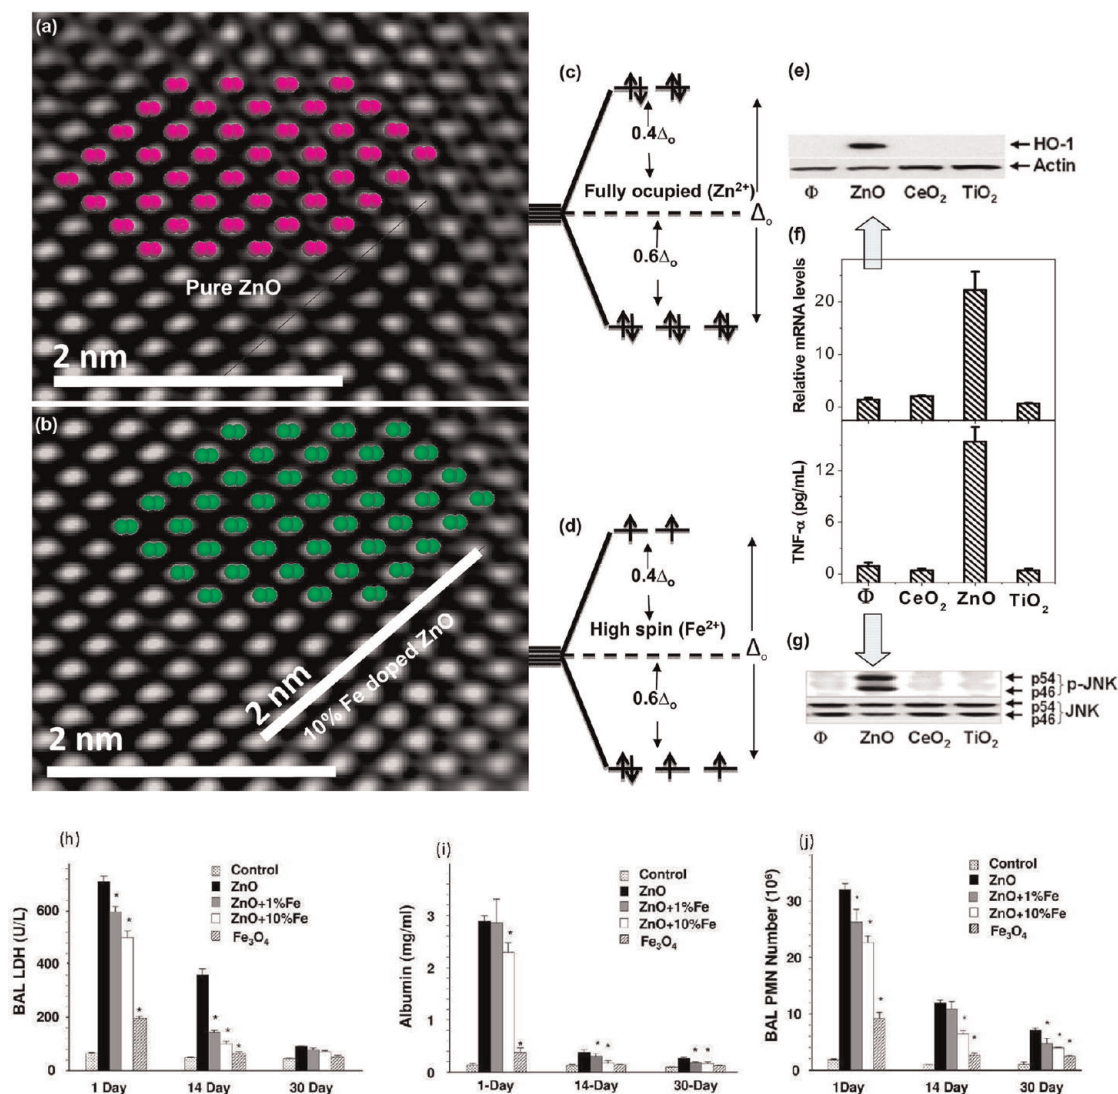 (a)
Pure ZnO
2 nm
(b)
2 nm
10% Fe doped ZnO
2 nm
(c)
0.4Δo
Fully ocupied (Zn2+)
Δo
0.6Δo
(d)
0.4Δo
High spin (Fe2+)
Δo
0.6Δo
(e)
HO-1
Actin
Φ ZnO CeO2 TiO2
(f)
Relative mRNA levels
20
10
0
TNF-α (pg/mL)
12
6
0
Φ CeO2 ZnO TiO2
(g)
p54
p46
p-JNK
p54
p46
JNK
Φ ZnO CeO2 TiO2
(h)
BAL LDH (U/L)
600
400
200
0
Control
ZnO
ZnO+1%Fe
ZnO+10%Fe
Fe3O4
* * *
* * *
1 Day 14 Day 30 Day
(i)
Albumin (mg/ml)
3
2
1
0
Control
ZnO
ZnO+1%Fe
ZnO+10%Fe
Fe3O4
* *
* *
* *
1-Day 14-Day 30-Day
(j)
BAL PMN Number (106)
30
20
10
0
Control
ZnO
ZnO+1%Fe
ZnO+10%Fe
Fe3O4
* * *
* *
* * *
1Day 14 Day 30 Day